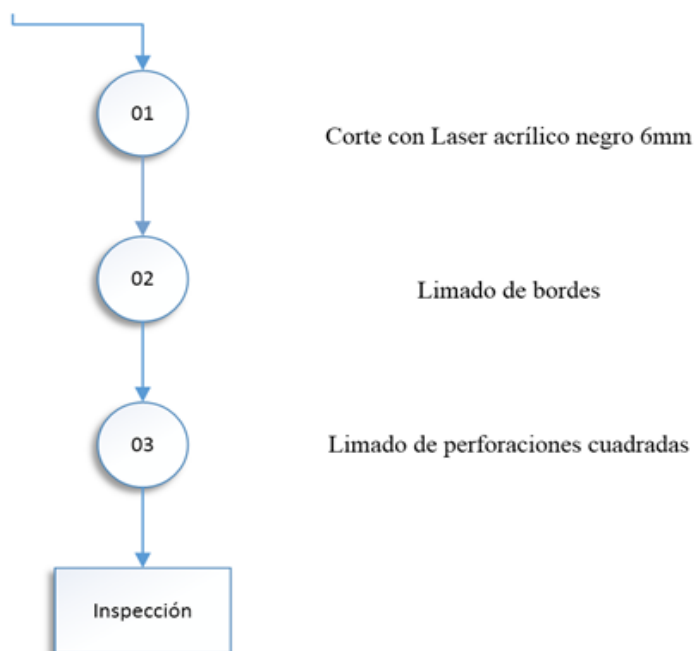 01
Corte con Laser acrílico negro 6mm
02
Limado de bordes
03
Limado de perforaciones cuadradas
Inspección